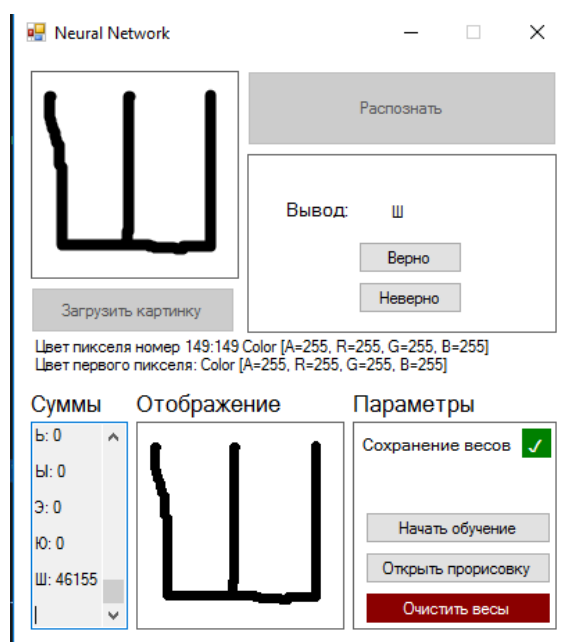 Neural Network
Ш
Распознать
Вывод: Ш
Верно
Неверно
Загрузить картинку
Цвет пикселя номер 149:149 Color [A=255, R=255, G=255, B=255]
Цвет первого пикселя: Color [A=255, R=255, G=255, B=255]
Суммы
Отображение
Параметры
Ь: 0
Ы: 0
Э: 0
Ю: 0
Ш: 46155
Ш
Сохранение весов
Начать обучение
Открыть прорисовку
Очистить весы